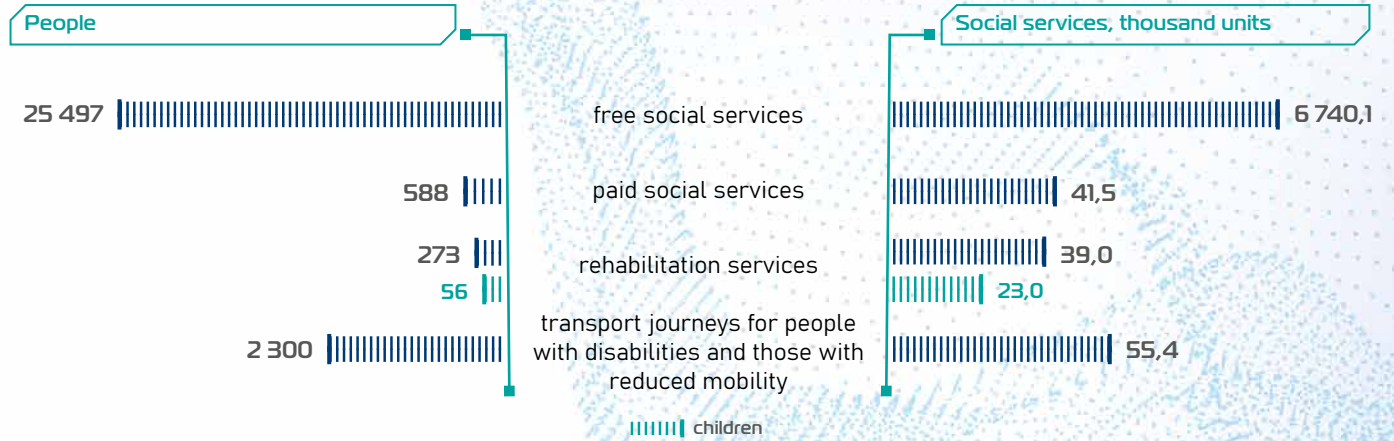 People
Social services, thousand units
25 497
free social services
6 740,1
588
paid social services
41,5
273
rehabilitation services
39,0
56
23,0
2 300
transport journeys for people
with disabilities and those with
reduced mobility
55,4
children